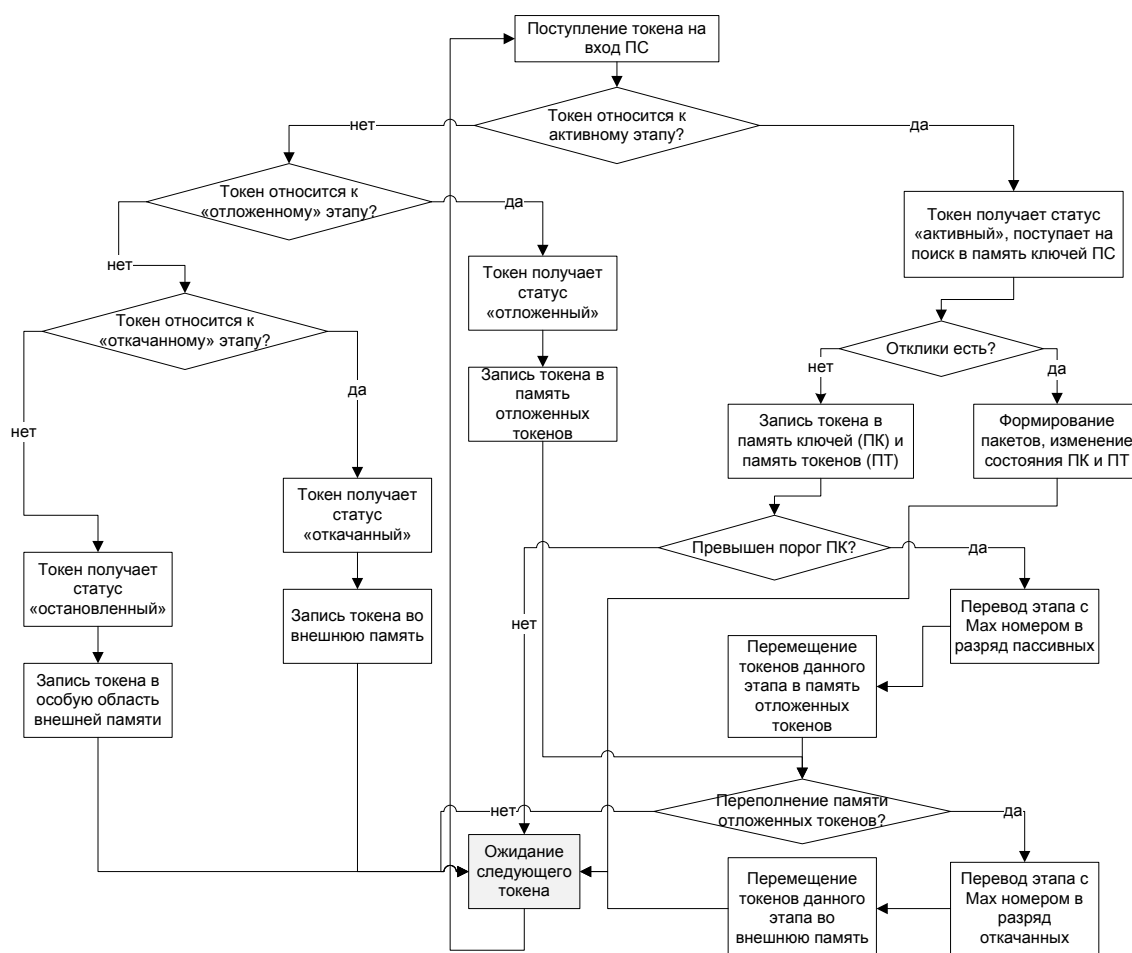 Поступление токена на
вход ПС
Токен относится к
активному этапу?
нет
да
Токен относится к
«отложенному» этапу?
да
нет
Токен получает статус
«активный», поступает на
поиск в память ключей ПС
Токен получает
статус
«отложенный»
Токен относится к
«откачанному» этапу?
нет
да
Отклики есть?
нет
да
Запись токена в
память
отложенных
токенов
Запись токена в
память ключей (ПК) и
память токенов (ПТ)
Формирование
пакетов, изменение
состояния ПК и ПТ
Токен получает
статус
«откачанный»
Превышен порог ПК?
да
нет
Токен получает
статус
«остановленный»
Запись токена во
внешнюю память
Перевод этапа с
Max номером в
разряд пассивных
Перемещение
токенов данного
этапа в память
отложенных
токенов
Запись токена в
особую область
внешней памяти
Переполнение памяти
отложенных токенов?
нет
да
Ожидание
следующего
токена
Перемещение
токенов данного
этапа во
внешнюю память
Перевод этапа с
Max номером в
разряд
откачанных